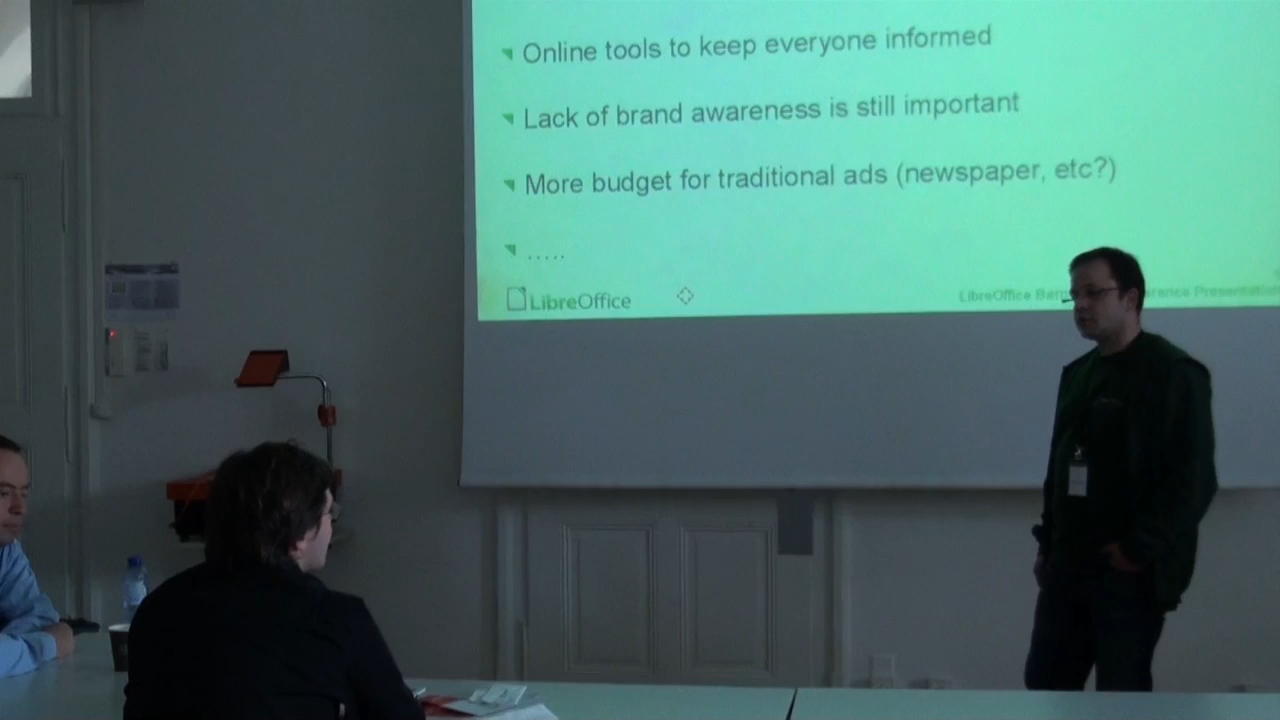 Online tools to keep everyone informed
Lack of brand awareness is still important
More budget for traditional ads (newspaper, etc?)
.....
LibreOffice
LibreOffice